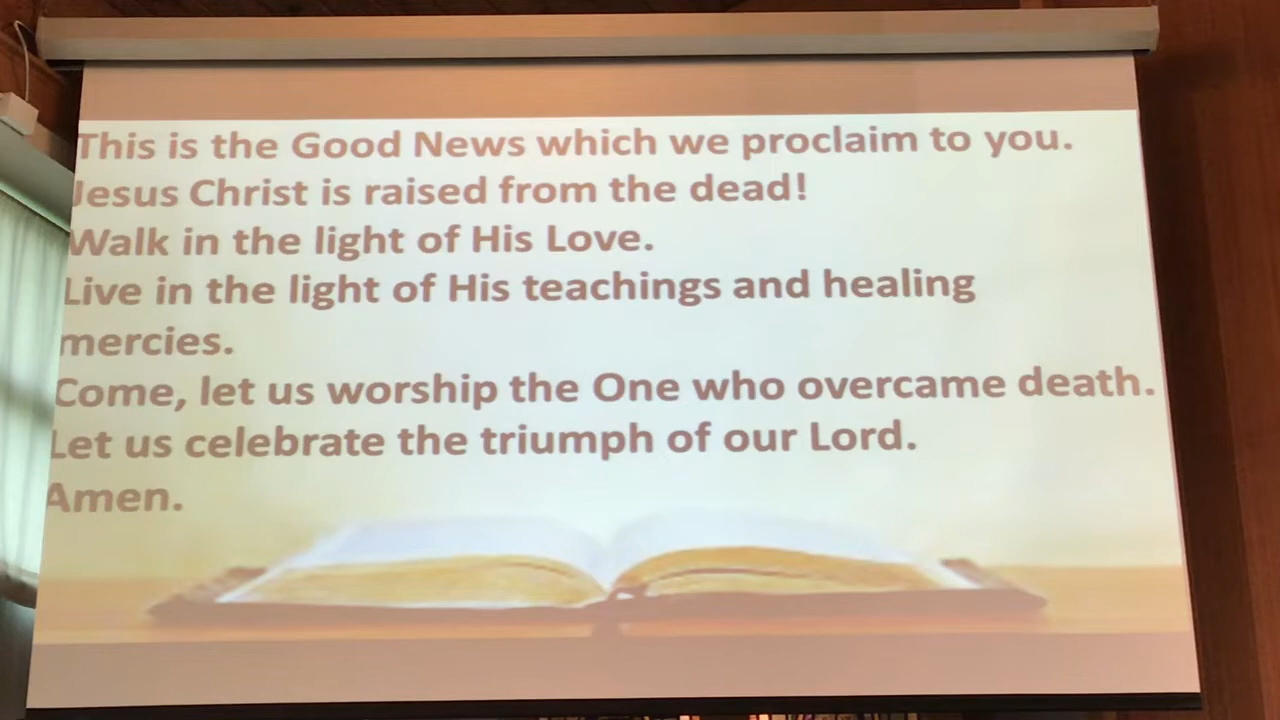 This is the Good News which we proclaim to you.
Jesus Christ is raised from the dead!
Walk in the light of His Love.
Live in the light of His teachings and healing
mercies.
Come, let us worship the One who overcame death.
Let us celebrate the triumph of our Lord.
Amen.